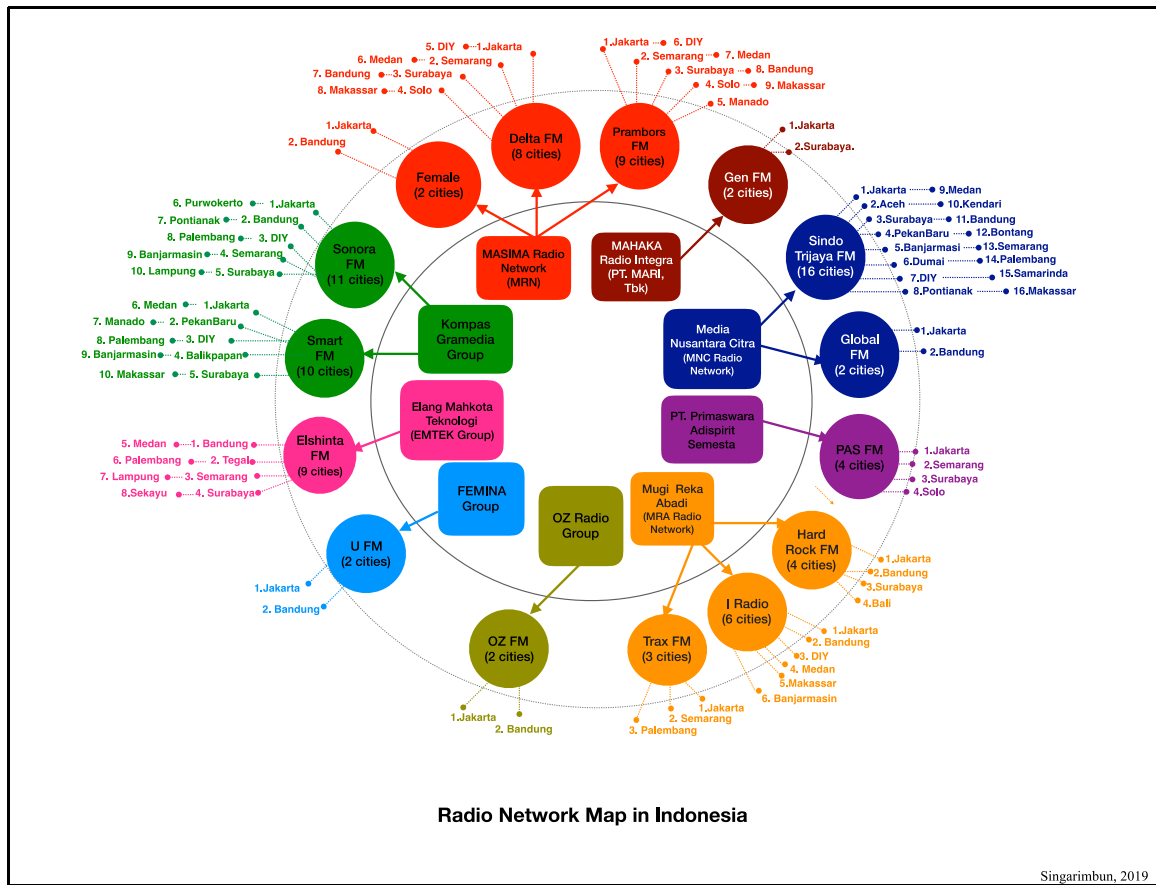 5. DIY 1.Jakarta
6. Medan 2. Semarang
7. Bandung 3. Surabaya
8. Makassar 4. Solo
Delta FM
(8 cities)
1.Jakarta 6. DIY
2. Semarang 7. Medan
3. Surabaya 8. Bandung
4. Solo 9. Makassar
5. Manado
Prambors
FM
(9 cities)
1.Jakarta
2. Bandung
Female
(2 cities)
MASIMA Radio
Network
(MRN)
1.Jakarta
2.Surabaya.
Gen FM
(2 cities)
MAHAKA
Radio Integra
(PT. MARI,
Tbk)
6. Purwokerto 1.Jakarta
7. Pontianak 2. Bandung
8. Palembang 3. DIY
9. Banjarmasin 4. Semarang
10. Lampung 5. Surabaya
Sonora
FM
(11 cities)
1.Jakarta 9.Medan
2.Aceh 10.Kendari
3.Surabaya 11.Bandung
4.PekanBaru 12.Bontang
5.Banjarmasi 13.Semarang
6.Dumai 14.Palembang
7.DIY 15.Samarinda
8.Pontianak 16.Makassar
Sindo
Trijaya FM
(16 cities)
6. Medan 1.Jakarta
7. Manado 2. PekanBaru
8. Palembang 3. DIY
9. Banjarmasin 4. Balikpapan
10. Makassar 5. Surabaya
Smart
FM
(10 cities)
Kompas
Gramedia
Group
Media
Nusantara Citra
(MNC Radio
Network)
Global
FM
(2 cities)
1.Jakarta
2.Bandung
5. Medan 1. Bandung
6. Palembang 2. Tegal
7. Lampung 3. Semarang
8.Sekayu 4. Surabaya
Elshinta
FM
(9 cities)
Elang Mahkota
Teknologi
(EMTEK Group)
PT. Primaswara
Adispirit
Semesta
PAS FM
(4 cities)
1.Jakarta
2.Semarang
3.Surabaya
4.Solo
FEMINA
Group
U FM
(2 cities)
1.Jakarta
2. Bandung
OZ Radio
Group
OZ FM
(2 cities)
1.Jakarta
2. Bandung
Mugi Reka
Abadi
(MRA Radio
Network)
Hard
Rock FM
(4 cities)
1.Jakarta
2.Bandung
3.Surabaya
4.Bali
I Radio
(6 cities)
1.Jakarta
2. Bandung
3. DIY
4. Medan
5.Makassar
6. Banjarmasin
Trax FM
(3 cities)
1.Jakarta
2. Semarang
3. Palembang
Radio Network Map in Indonesia
Singarimbun, 2019